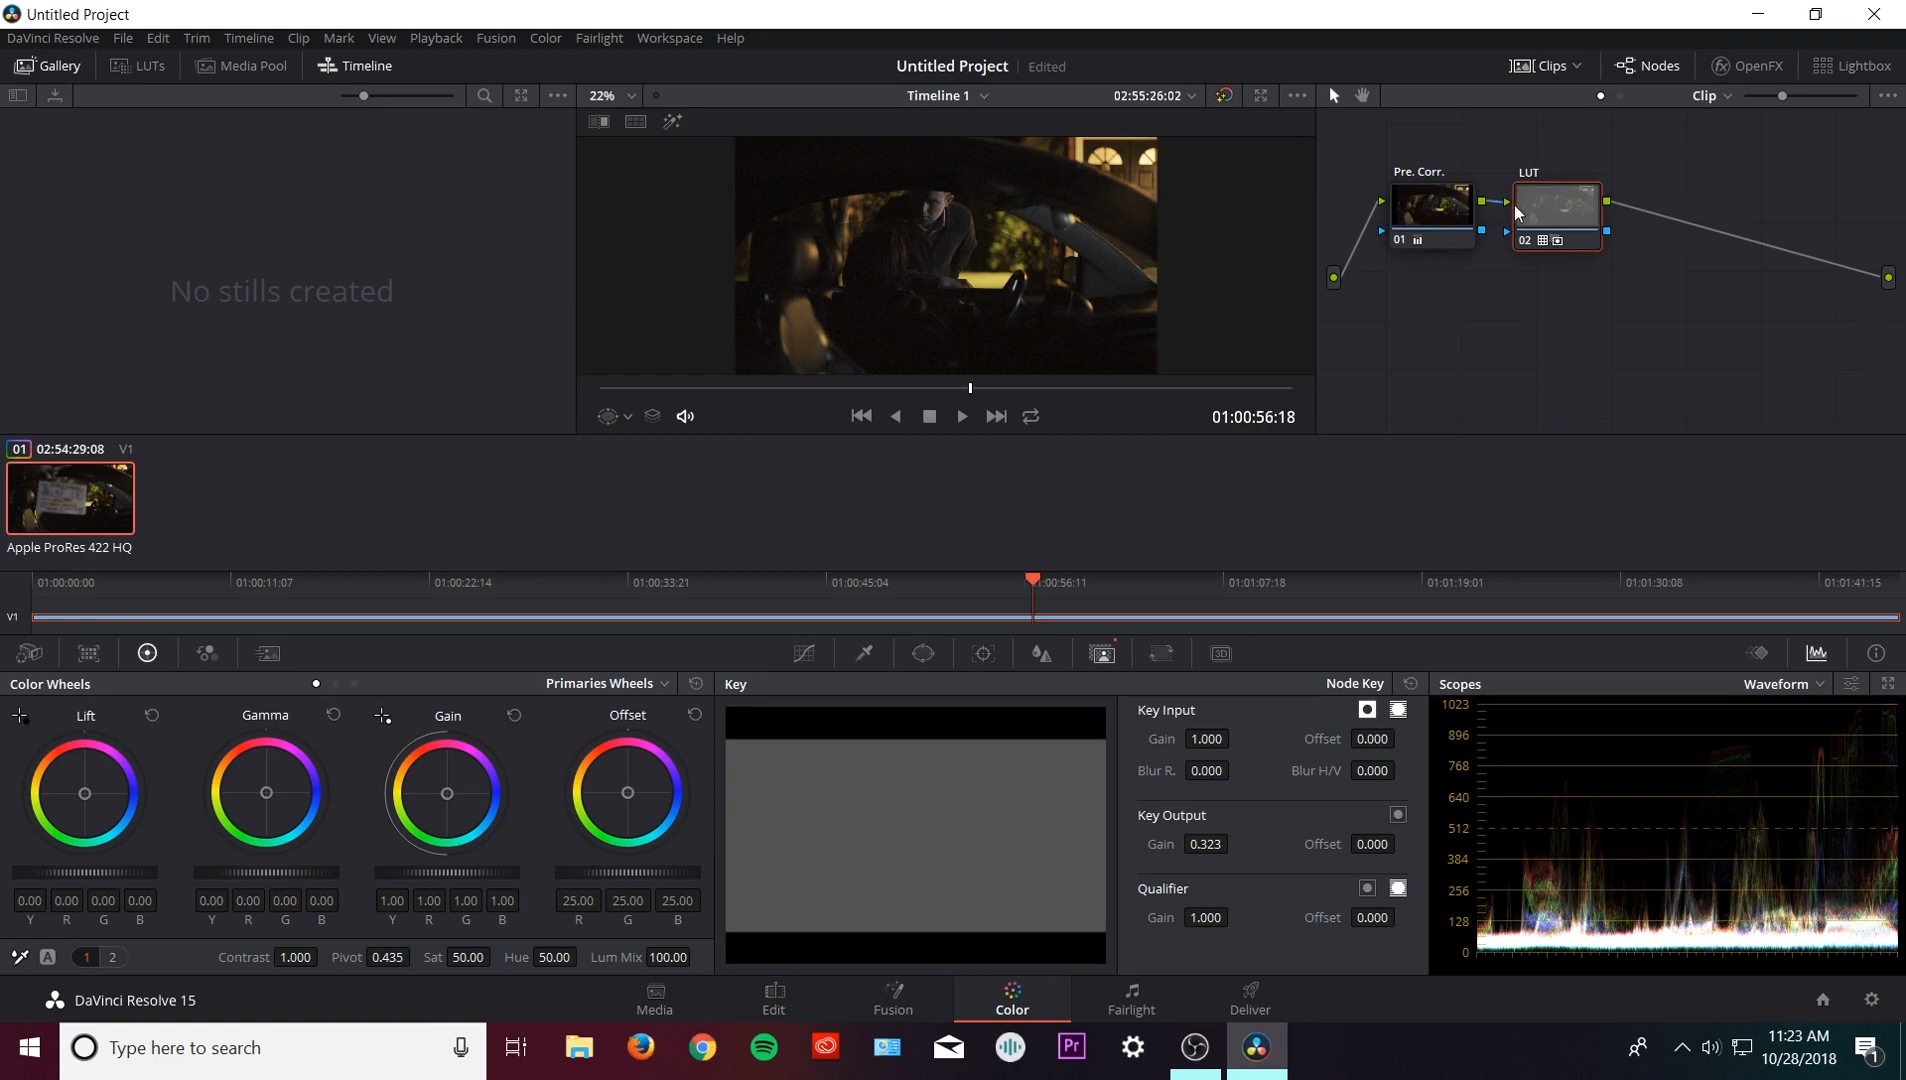 Untitled Project
DaVinci Resolve File Edit Trim Timeline Clip Mark View Playback Fusion Color Fairlight Workspace Help
Gallery LUTs Media Pool Timeline Untitled Project Edited Clips Nodes OpenFX Lightbox
22% Timeline 1 02:55:26:02 Clip
Pre. Corr. LUT
01 02
No stills created
01:00:56:18
01 02:54:29:08 V1
Apple ProRes 422 HQ
01:00:00:00 01:00:11:07 01:00:22:14 01:00:33:21 01:00:45:04 1:00:56:11 01:01:07:18 01:01:19:01 01:01:30:08 01:01:41:15
V1
3D
Color Wheels Primaries Wheels Key Node Key Scopes Waveform
Lift Gamma Gain Offset
Key Input
Gain 1.000 Offset 0.000
Blur R. 0.000 Blur H/V 0.000
Key Output
Gain 0.323 Offset 0.000
Qualifier
Gain 1.000 Offset 0.000
1023
896
768
640
512
384
256
128
0
0.00 0.00 0.00 0.00 0.00 0.00 0.00 0.00 1.00 1.00 1.00 1.00 25.00 25.00 25.00
Y R G B Y R G B Y R G B R G B
A 1 2 Contrast 1.000 Pivot 0.435 Sat 50.00 Hue 50.00 Lum Mix 100.00
DaVinci Resolve 15 Media Edit Fusion Color Fairlight Deliver
Type here to search Pr 11:23 AM
10/28/2018 1